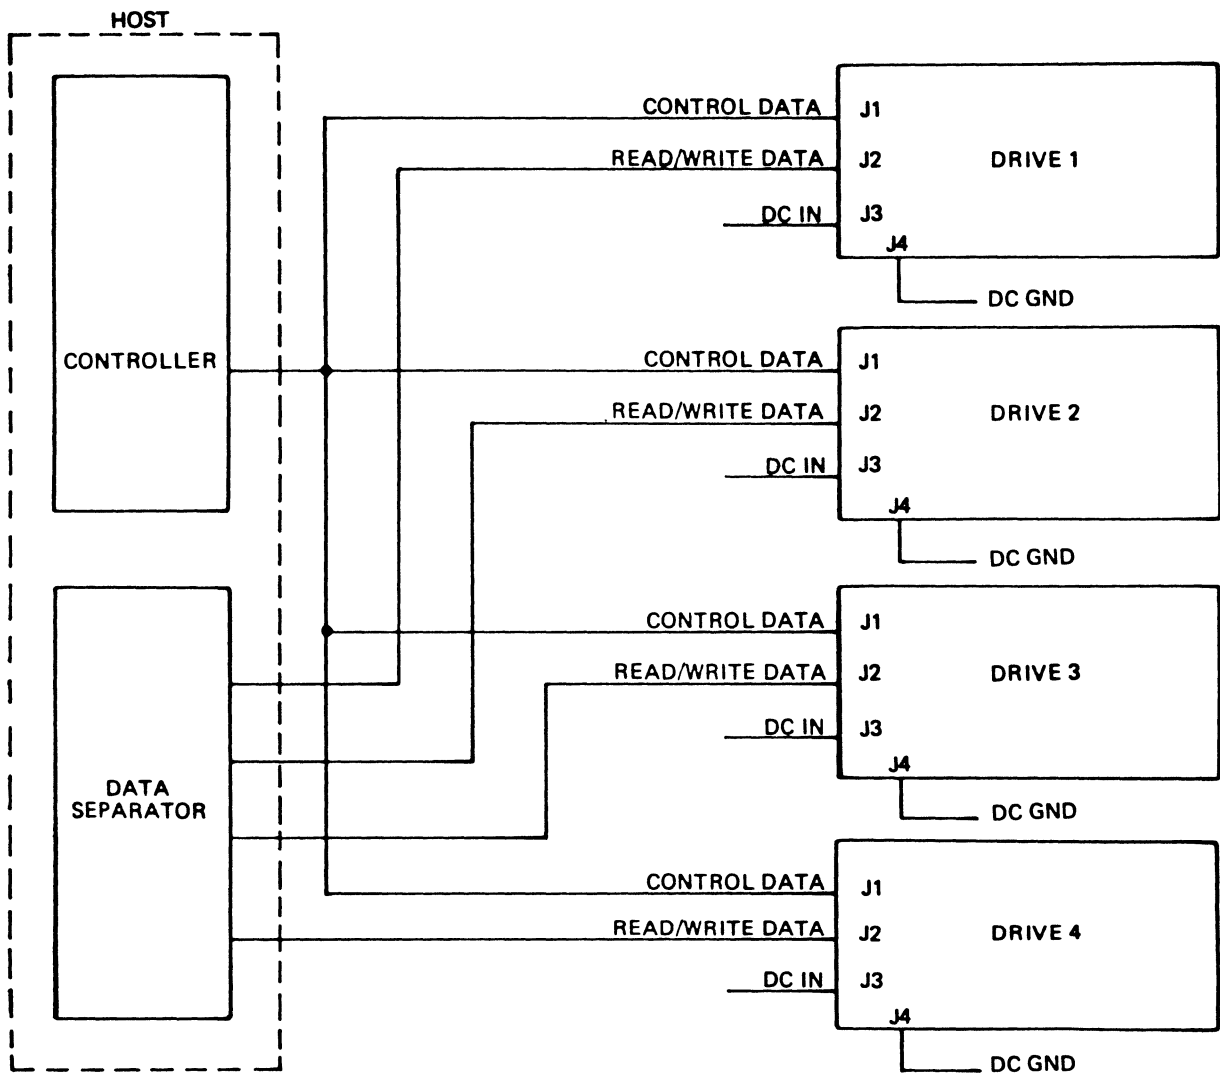 HOST
CONTROLLER
DATA
SEPARATOR
CONTROL DATA
J1
READ/WRITE DATA
J2
DRIVE 1
DC IN
J3
J4
DC GND
CONTROL DATA
J1
READ/WRITE DATA
J2
DRIVE 2
DC IN
J3
J4
DC GND
CONTROL DATA
J1
READ/WRITE DATA
J2
DRIVE 3
DC IN
J3
J4
DC GND
CONTROL DATA
J1
READ/WRITE DATA
J2
DRIVE 4
DC IN
J3
J4
DC GND